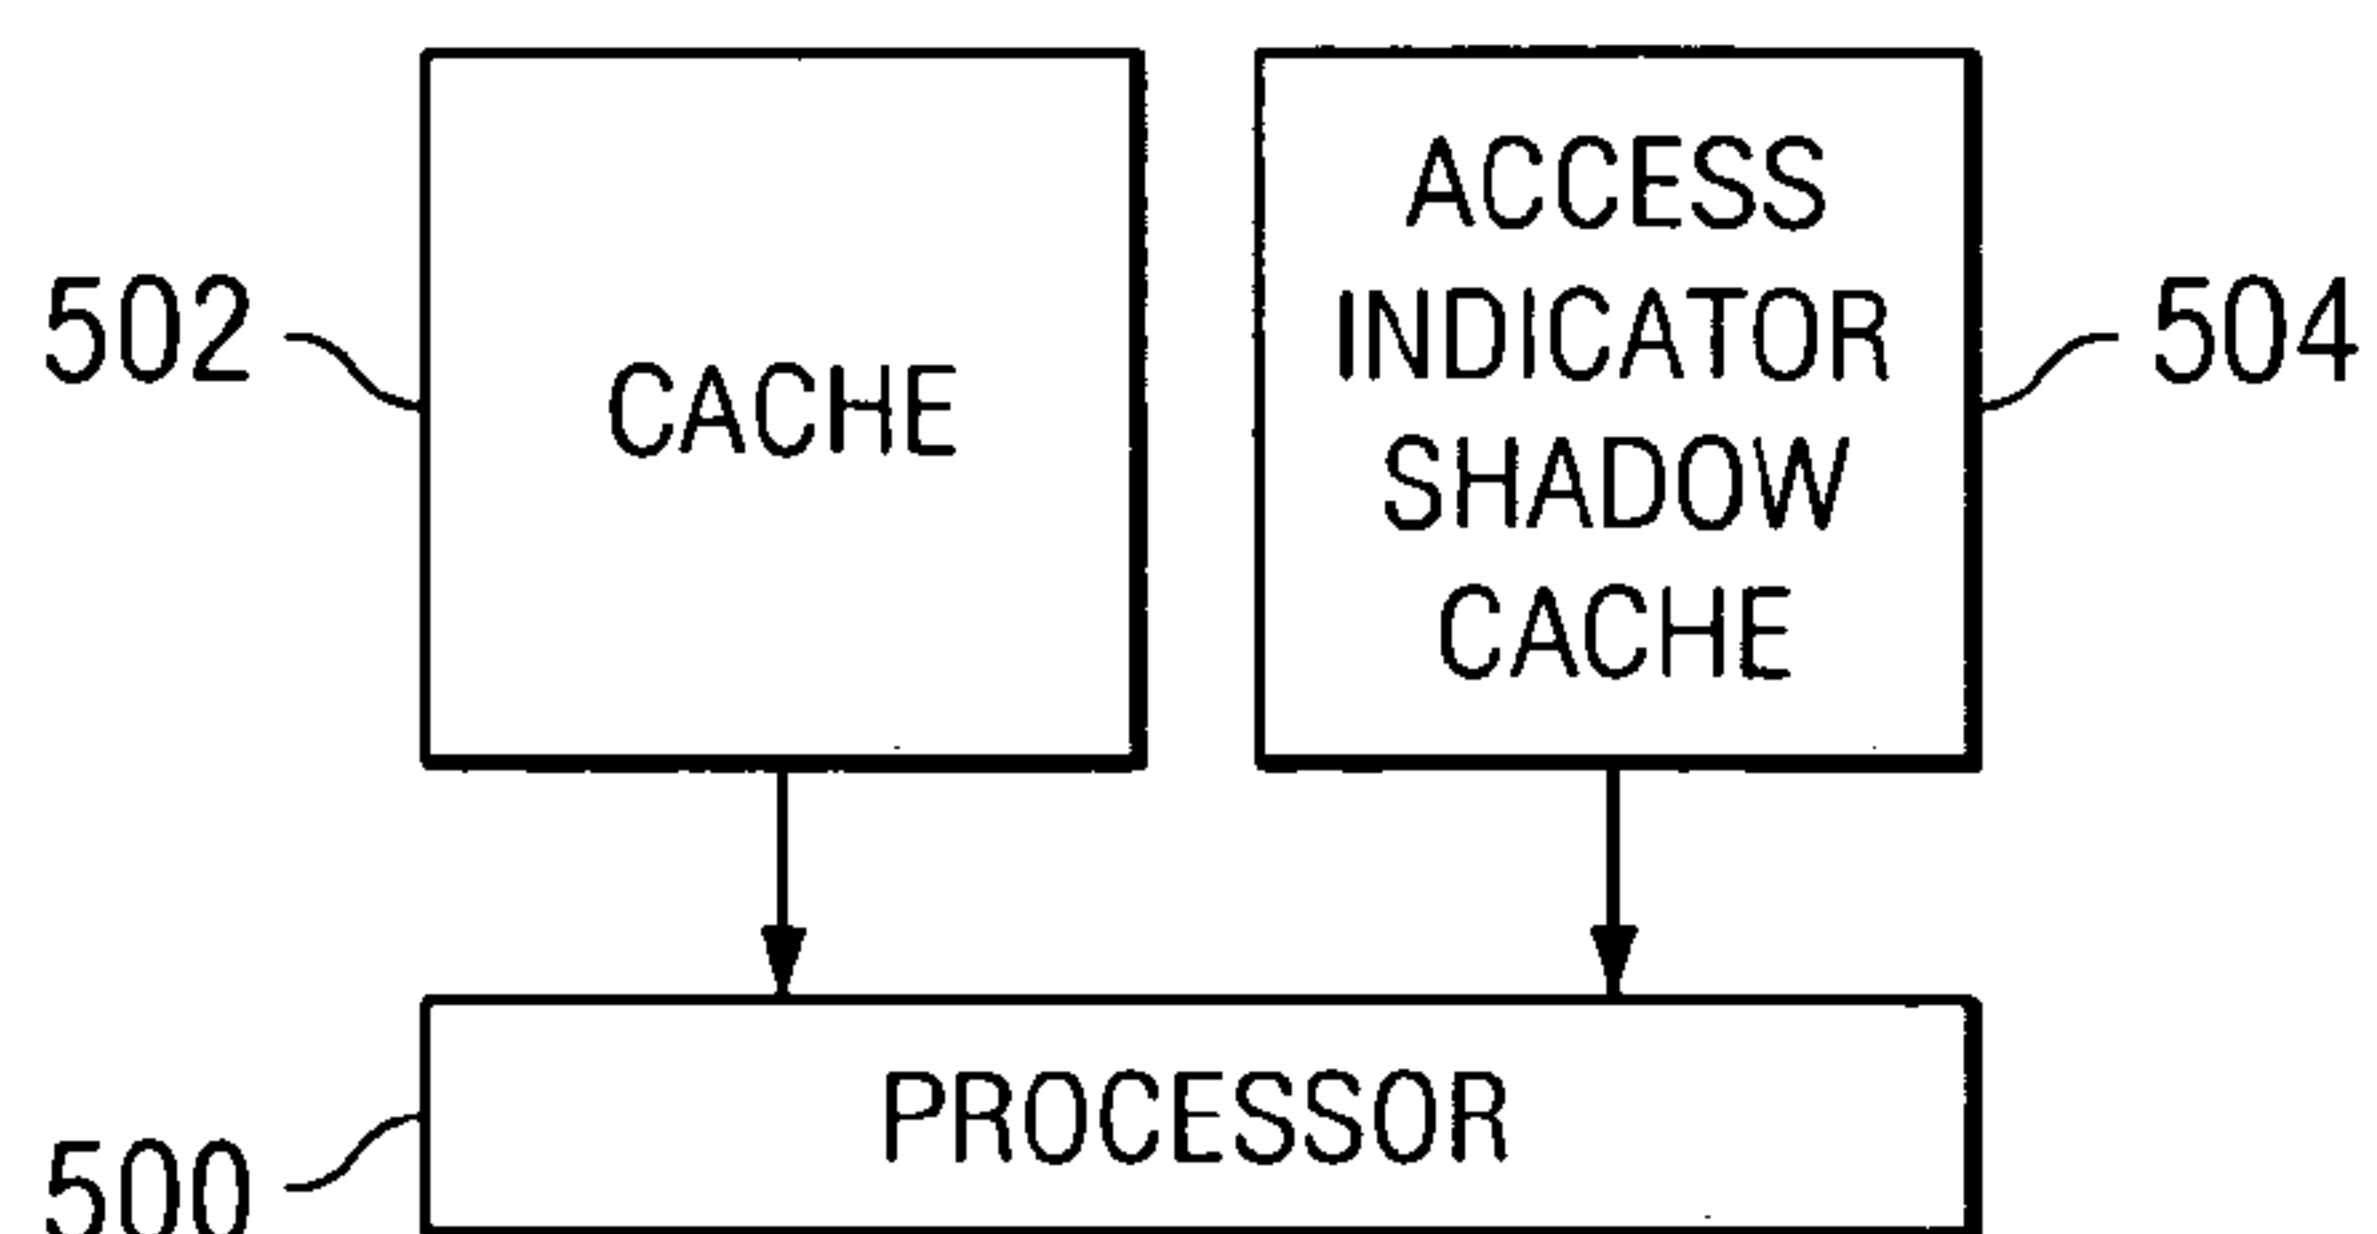 502
CACHE
ACCESS
INDICATOR
SHADOW
CACHE
504
500
PROCESSOR